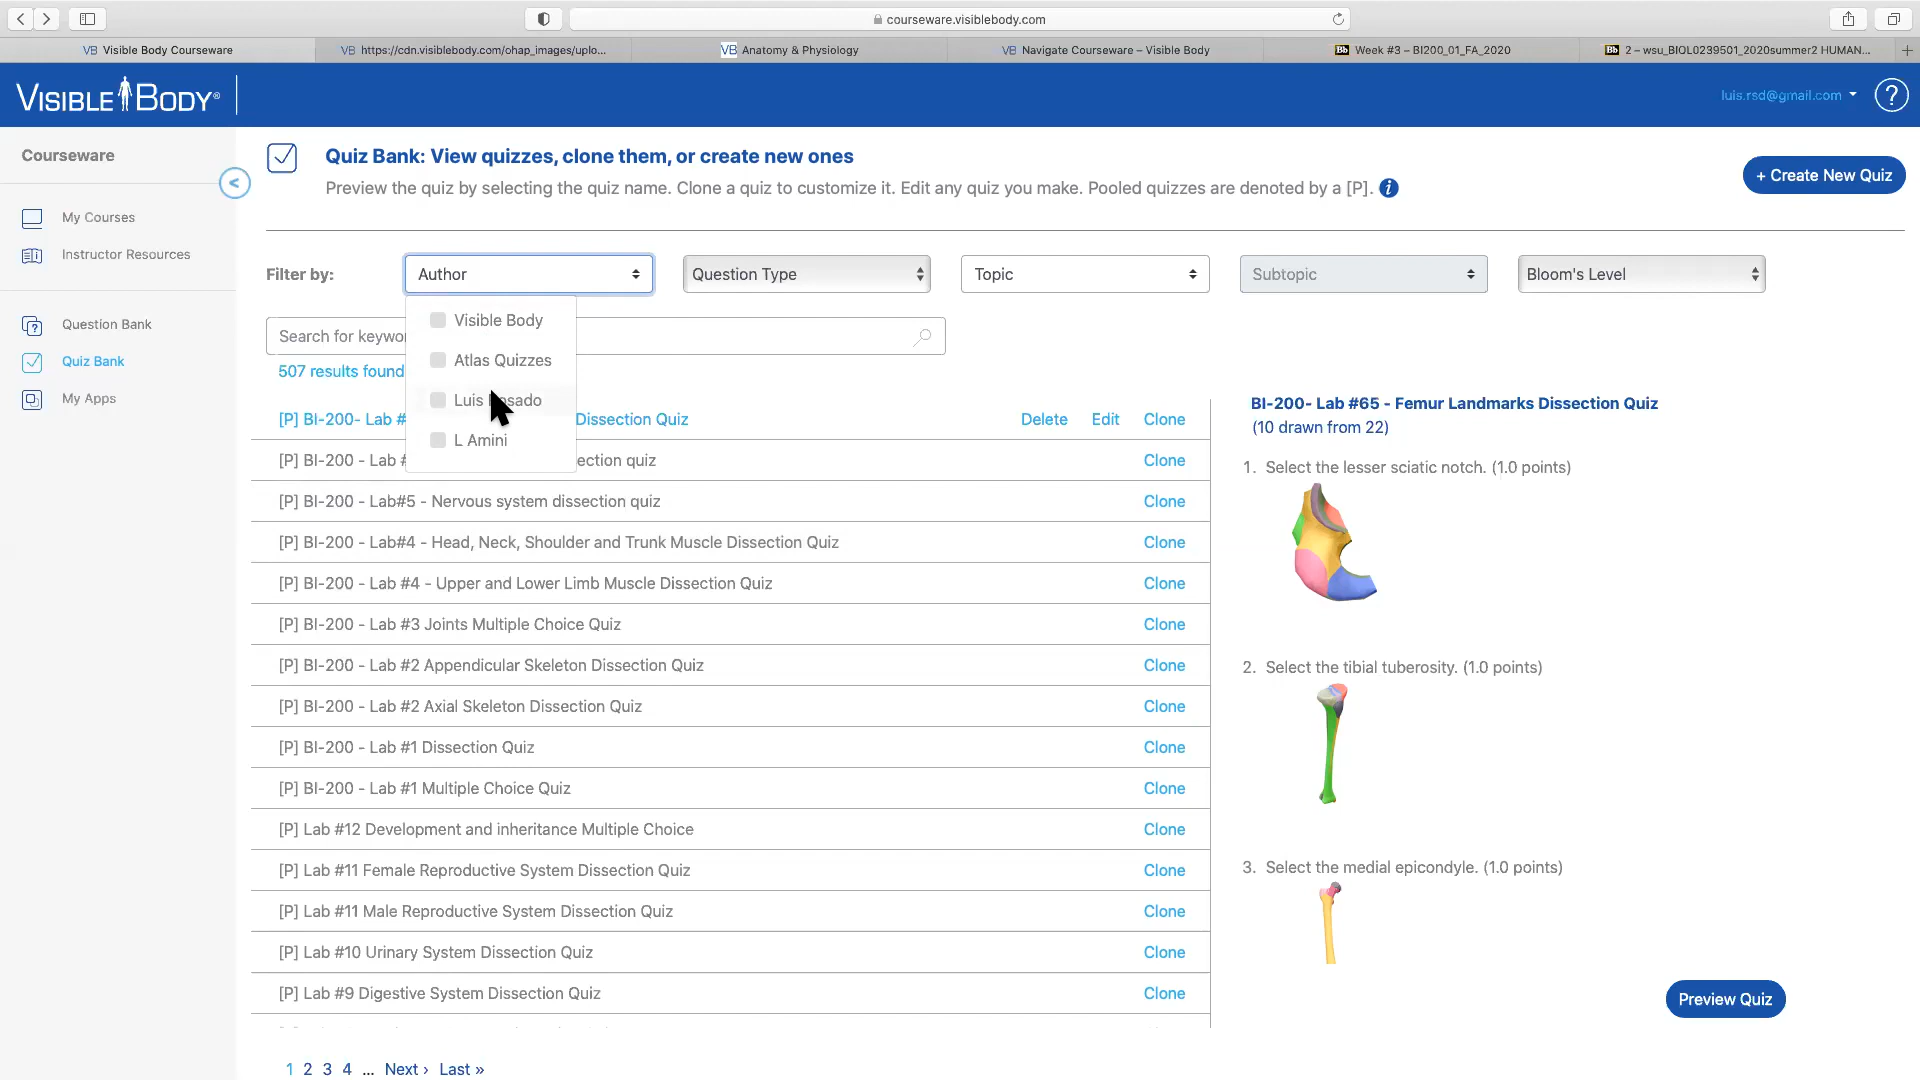 courseware.visiblebody.com
VB Visible Body Courseware
VB https://cdn.visiblebody.com/ohap_images/uplo...
VB Anatomy & Physiology
VB Navigate Courseware – Visible Body
Bb Week #3 – BI200_01_FA_2020
Bb 2 – wsu_BIOL0239501_2020summer2 HUMAN...
VISIBLE BODY®
luis.rsd@gmail.com
?
Courseware
<
My Courses
Instructor Resources
Question Bank
Quiz Bank
My Apps
Quiz Bank: View quizzes, clone them, or create new ones
Preview the quiz by selecting the quiz name. Clone a quiz to customize it. Edit any quiz you make. Pooled quizzes are denoted by a [P]. i
+ Create New Quiz
Filter by:
Author
Question Type
Topic
Subtopic
Bloom's Level
Visible Body
Atlas Quizzes
Luis
L Amini
Search for
507 results found
[P] BI-200- Lab # Dissection Quiz Delete Edit Clone
[P] BI-200 - Lab # quiz Clone
[P] BI-200 - Lab#5 - Nervous system dissection quiz Clone
[P] BI-200 - Lab#4 - Head, Neck, Shoulder and Trunk Muscle Dissection Quiz Clone
[P] BI-200 - Lab #4 - Upper and Lower Limb Muscle Dissection Quiz Clone
[P] BI-200 - Lab #3 Joints Multiple Choice Quiz Clone
[P] BI-200 - Lab #2 Appendicular Skeleton Dissection Quiz Clone
[P] BI-200 - Lab #2 Axial Skeleton Dissection Quiz Clone
[P] BI-200 - Lab #1 Dissection Quiz Clone
[P] BI-200 - Lab #1 Multiple Choice Quiz Clone
[P] Lab #12 Development and inheritance Multiple Choice Clone
[P] Lab #11 Female Reproductive System Dissection Quiz Clone
[P] Lab #11 Male Reproductive System Dissection Quiz Clone
[P] Lab #10 Urinary System Dissection Quiz Clone
[P] Lab #9 Digestive System Dissection Quiz Clone
1 2 3 4 ... Next › Last »
BI-200- Lab #65 - Femur Landmarks Dissection Quiz
(10 drawn from 22)
1. Select the lesser sciatic notch. (1.0 points)
2. Select the tibial tuberosity. (1.0 points)
3. Select the medial epicondyle. (1.0 points)
Preview Quiz